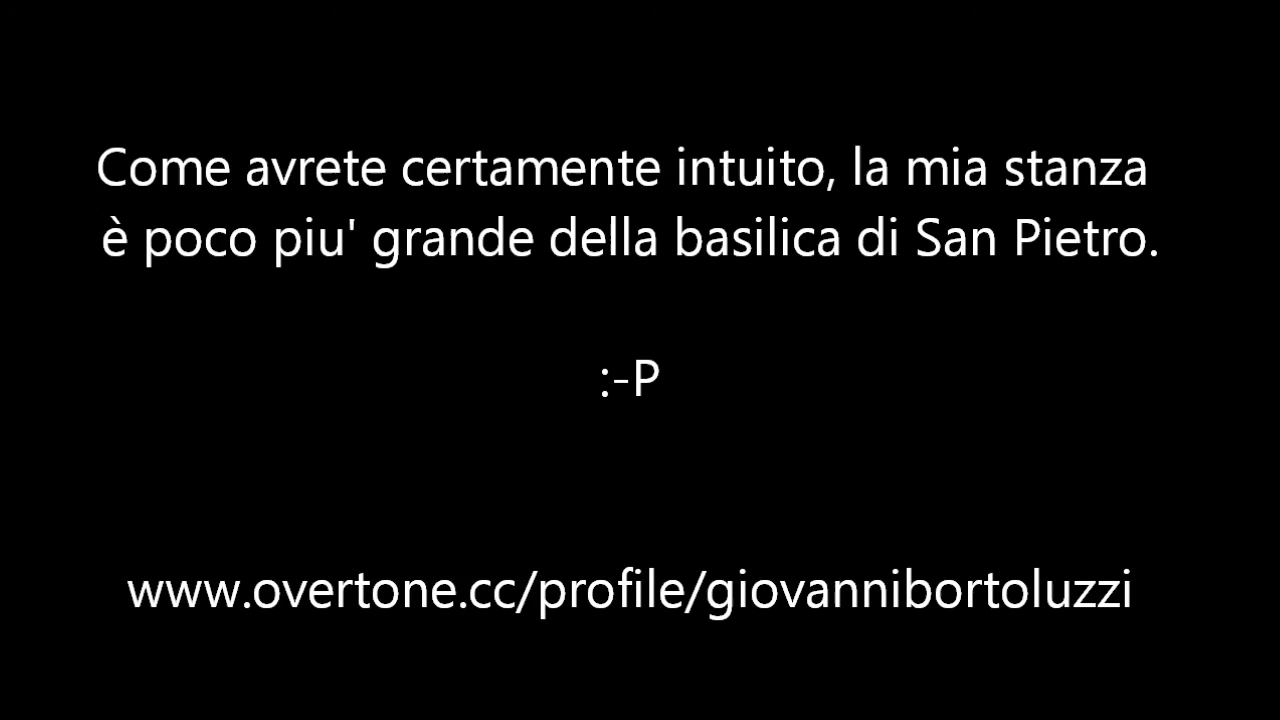 Come avrete certamente intuito, la mia stanza
è poco piu' grande della basilica di San Pietro.
:-P
www.overtone.cc/profile/giovannibortoluzzi